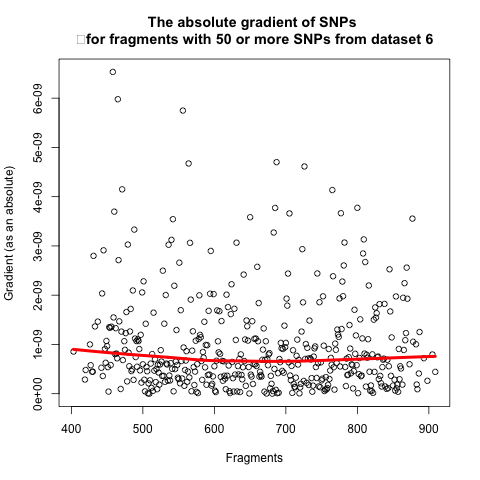 The absolute gradient of SNPs
for fragments with 50 or more SNPs from dataset 6
Gradient (as an absolute)
6e-09
5e-09
4e-09
3e-09
2e-09
1e-09
0e+00
400 500 600 700 800 900
Fragments